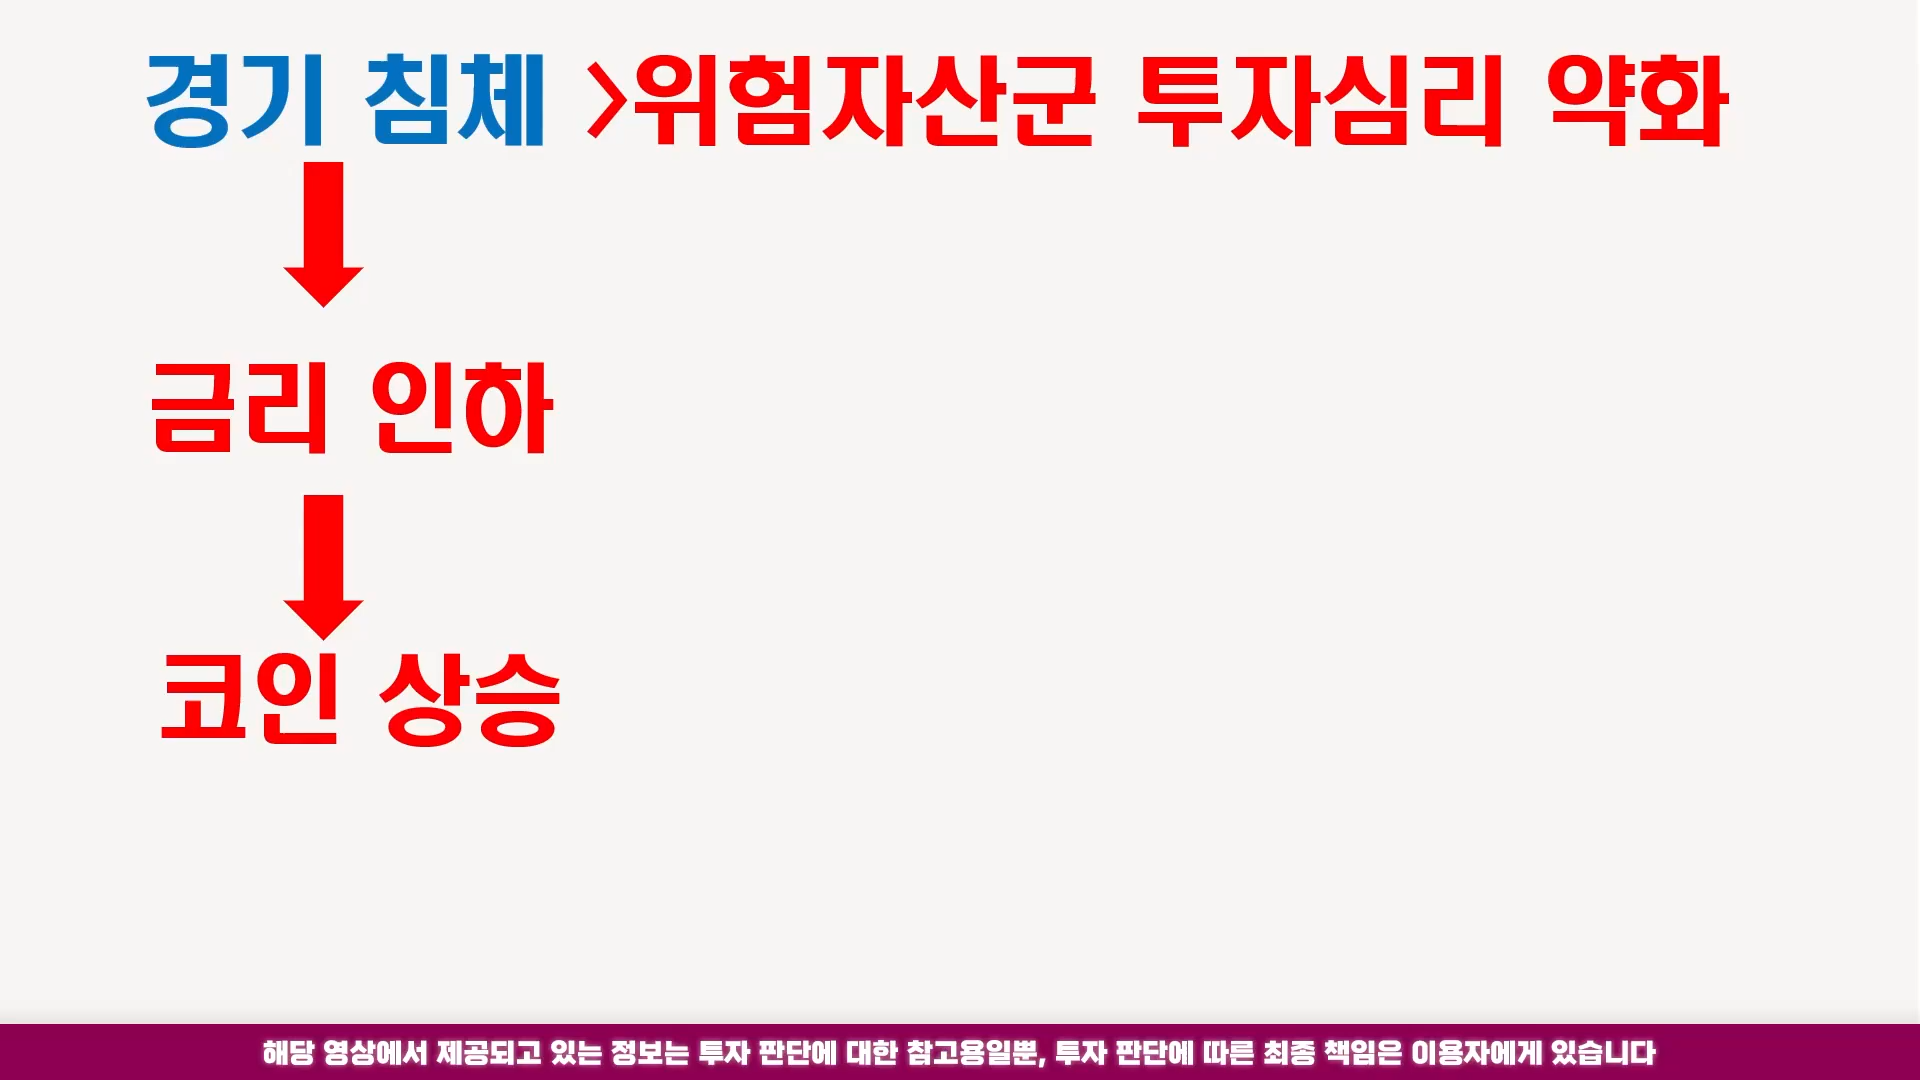 경기 침체 >위험자산군 투자심리 약화
금리 인하
코인 상승
해당 영상에서 제공되고 있는 정보는 투자 판단에 대한 참고용일뿐, 투자 판단에 따른 최종 책임은 이용자에게 있습니다